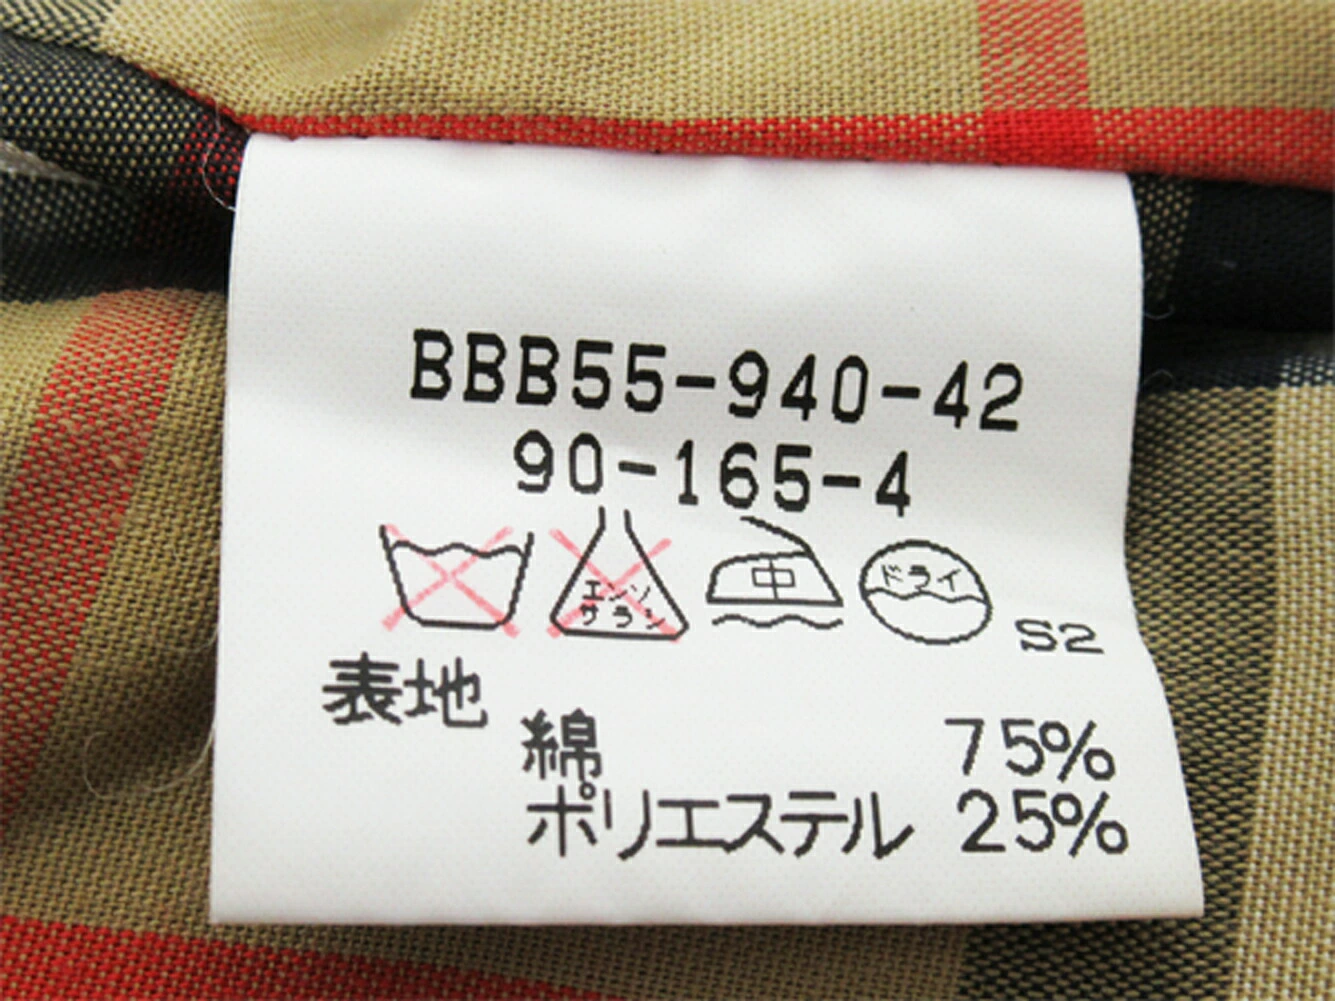 BBB55-940-42
90-165-4
エンソ
サラシ
中
ドライ
S2
表地
綿 75%
ポリエステル 25%